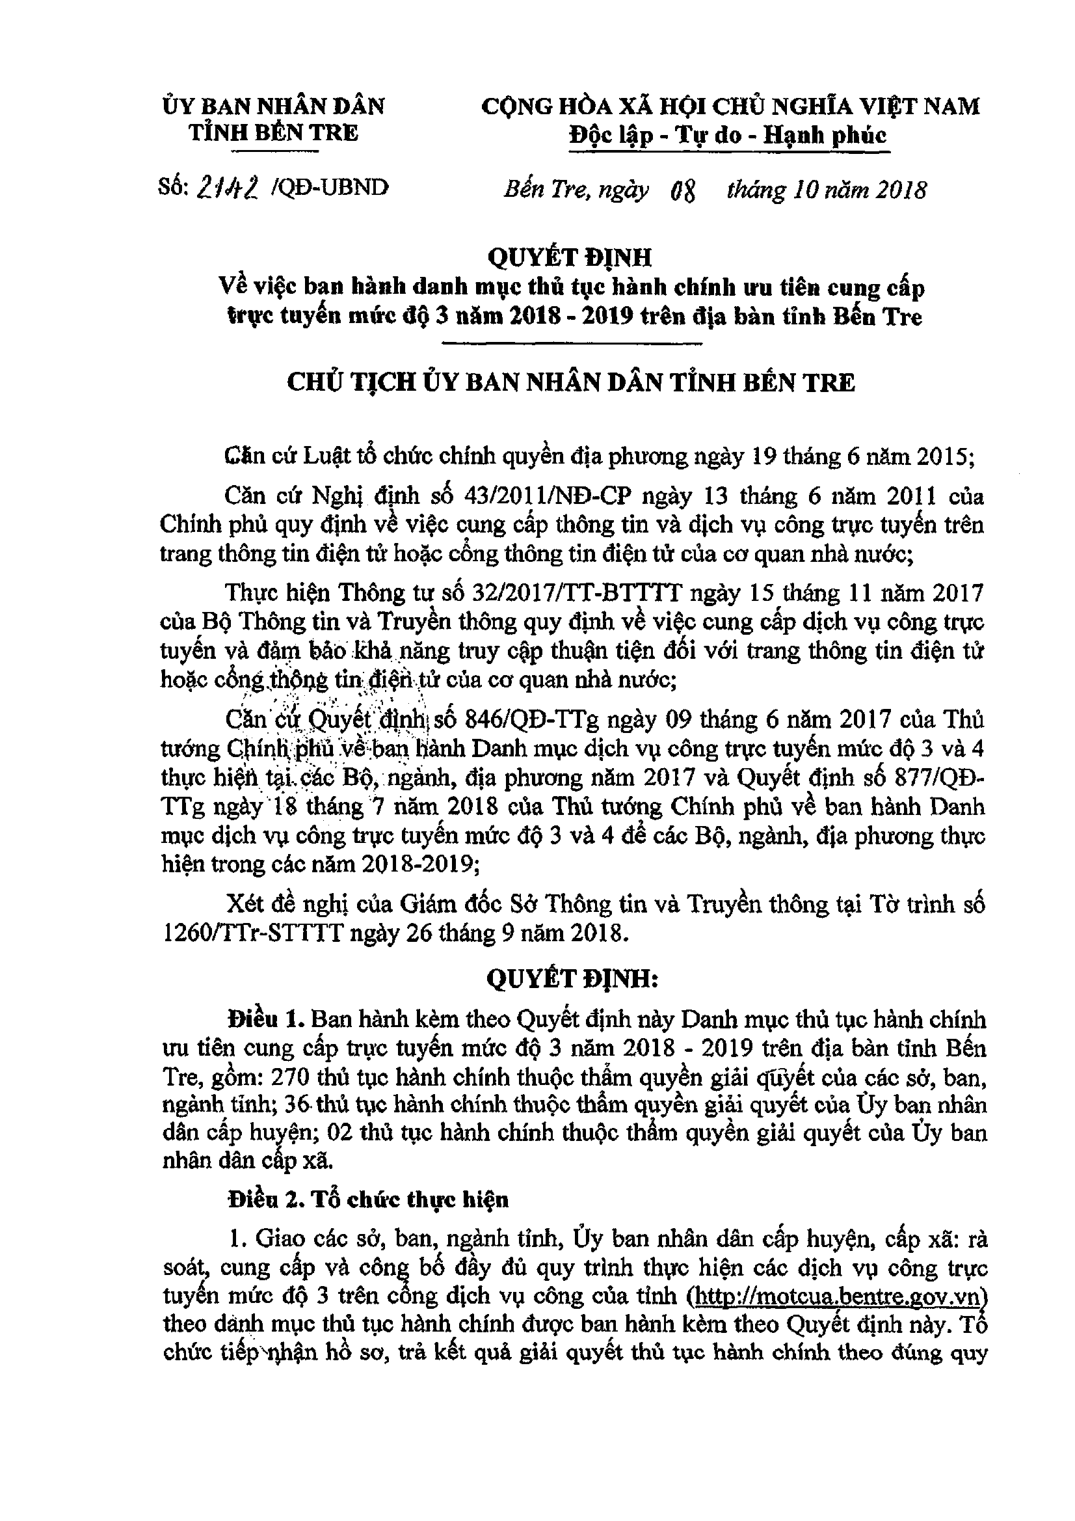 ỦY BAN NHÂN DÂN
TỈNH BẾN TRE
CỘNG HÒA XÃ HỘI CHỦ NGHĨA VIỆT NAM
Độc lập - Tự do - Hạnh phúc
Số: 2142 /QĐ-UBND
Bến Tre, ngày 08 tháng 10 năm 2018
QUYẾT ĐỊNH
Về việc ban hành danh mục thủ tục hành chính ưu tiên cung cấp
trực tuyến mức độ 3 năm 2018 - 2019 trên địa bàn tỉnh Bến Tre
CHỦ TỊCH ỦY BAN NHÂN DÂN TỈNH BẾN TRE
Căn cứ Luật tổ chức chính quyền địa phương ngày 19 tháng 6 năm 2015;
Căn cứ Nghị định số 43/2011/NĐ-CP ngày 13 tháng 6 năm 2011 của
Chính phủ quy định về việc cung cấp thông tin và dịch vụ công trực tuyến trên
trang thông tin điện tử hoặc cổng thông tin điện tử của cơ quan nhà nước;
Thực hiện Thông tư số 32/2017/TT-BTTTT ngày 15 tháng 11 năm 2017
của Bộ Thông tin và Truyền thông quy định về việc cung cấp dịch vụ công trực
tuyến và đảm bảo khả năng truy cập thuận tiện đối với trang thông tin điện tử
hoặc cổng thông tin điện tử của cơ quan nhà nước;
Căn cứ Quyết định số 846/QĐ-TTg ngày 09 tháng 6 năm 2017 của Thủ
tướng Chính phủ về ban hành Danh mục dịch vụ công trực tuyến mức độ 3 và 4
thực hiện tại các Bộ, ngành, địa phương năm 2017 và Quyết định số 877/QĐ-
TTg ngày 18 tháng 7 năm 2018 của Thủ tướng Chính phủ về ban hành Danh
mục dịch vụ công trực tuyến mức độ 3 và 4 để các Bộ, ngành, địa phương thực
hiện trong các năm 2018-2019;
Xét đề nghị của Giám đốc Sở Thông tin và Truyền thông tại Tờ trình số
1260/TTr-STTTT ngày 26 tháng 9 năm 2018.
QUYẾT ĐỊNH:
Điều 1. Ban hành kèm theo Quyết định này Danh mục thủ tục hành chính
ưu tiên cung cấp trực tuyến mức độ 3 năm 2018 - 2019 trên địa bàn tỉnh Bến
Tre, gồm: 270 thủ tục hành chính thuộc thẩm quyền giải quyết của các sở, ban,
ngành tỉnh; 36 thủ tục hành chính thuộc thẩm quyền giải quyết của Ủy ban nhân
dân cấp huyện; 02 thủ tục hành chính thuộc thẩm quyền giải quyết của Ủy ban
nhân dân cấp xã.
Điều 2. Tổ chức thực hiện
1. Giao các sở, ban, ngành tỉnh, Ủy ban nhân dân cấp huyện, cấp xã: rà
soát, cung cấp và công bố đầy đủ quy trình thực hiện các dịch vụ công trực
tuyến mức độ 3 trên cổng dịch vụ công của tỉnh (http://motcua.bentre.gov.vn)
theo danh mục thủ tục hành chính được ban hành kèm theo Quyết định này. Tổ
chức tiếp nhận hồ sơ, trả kết quả giải quyết thủ tục hành chính theo đúng quy